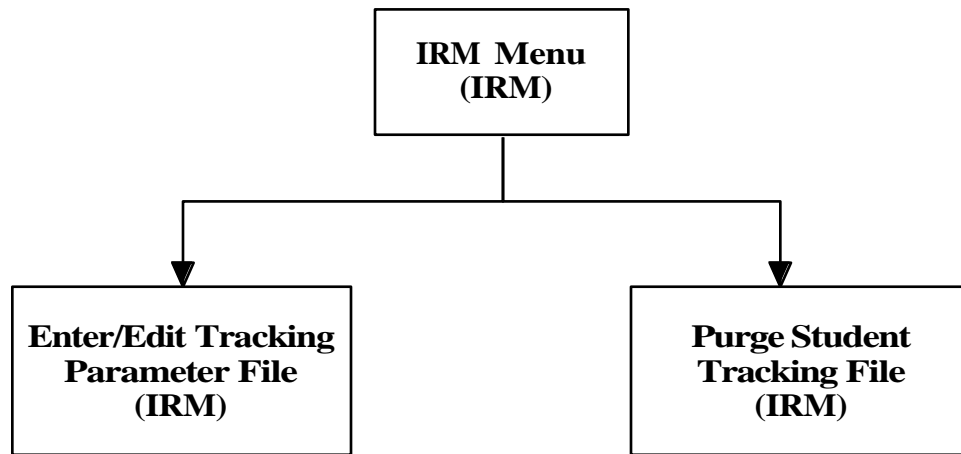 IRM Menu
(IRM)
Enter/Edit Tracking
Parameter File
(IRM)
Purge Student
Tracking File
(IRM)